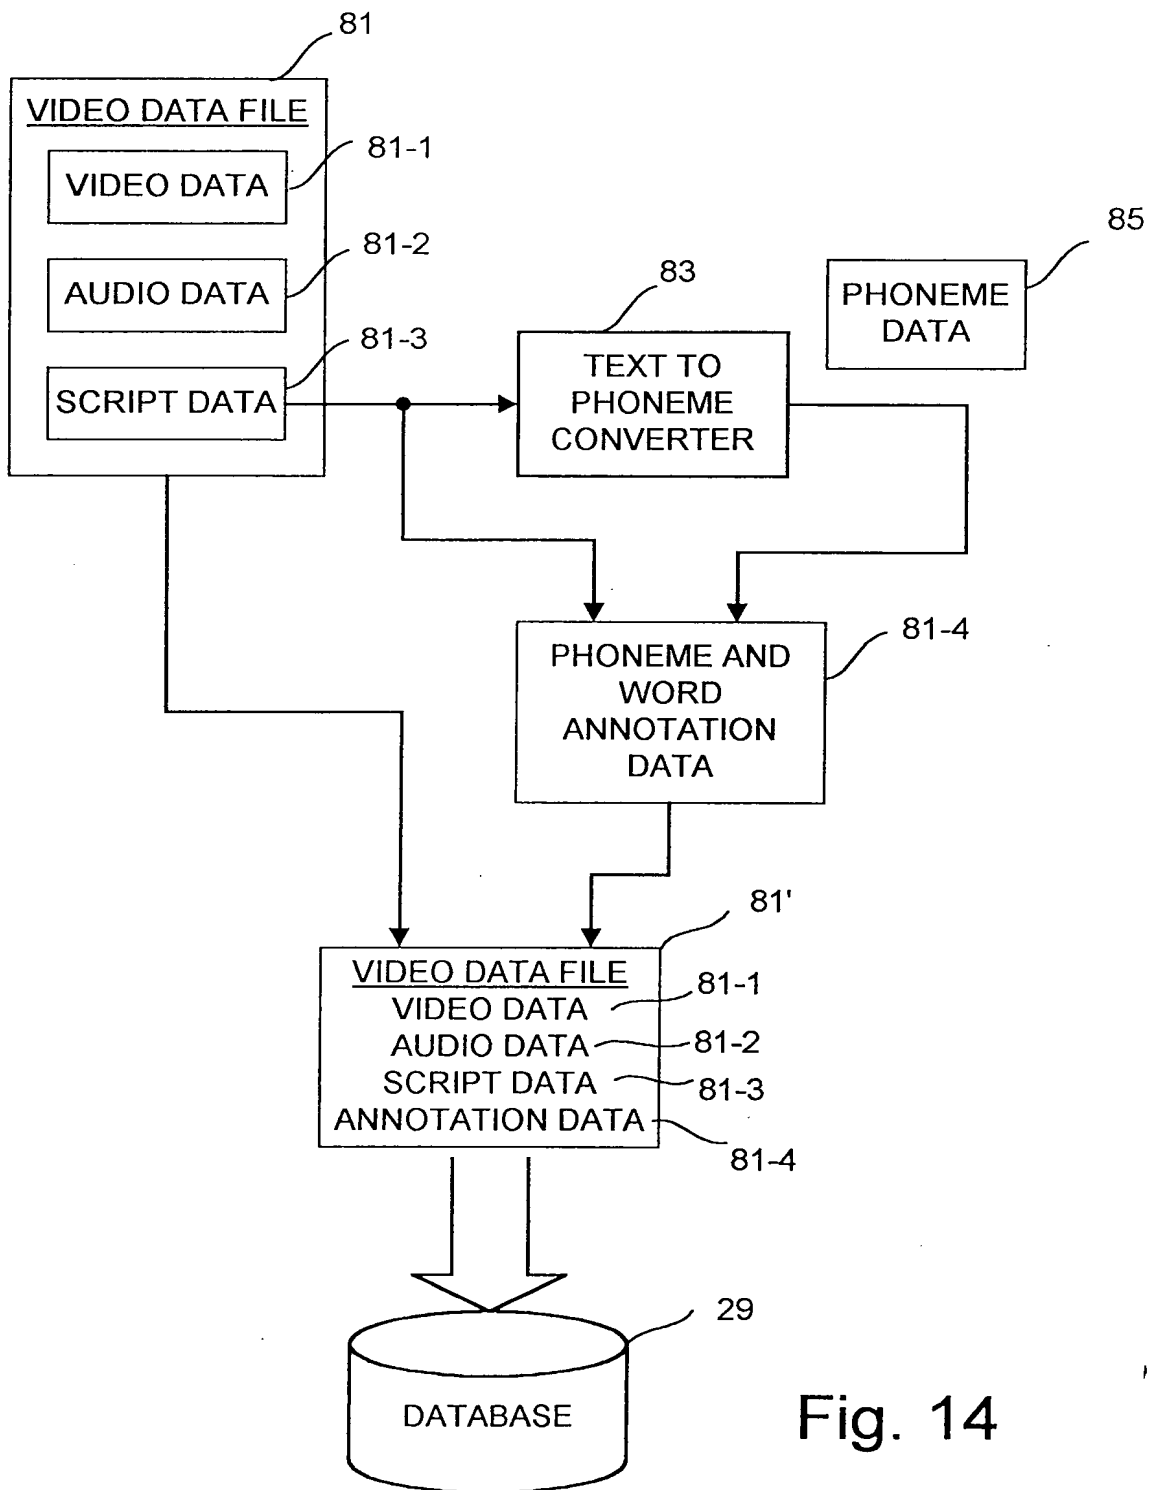 81
VIDEO DATA FILE
81-1
VIDEO DATA
81-2
AUDIO DATA
81-3
SCRIPT DATA
83
TEXT TO
PHONEME
CONVERTER
85
PHONEME
DATA
81-4
PHONEME AND
WORD
ANNOTATION
DATA
81'
VIDEO DATA FILE
VIDEO DATA
81-1
AUDIO DATA
81-2
SCRIPT DATA
81-3
ANNOTATION DATA
81-4
29
DATABASE
Fig. 14